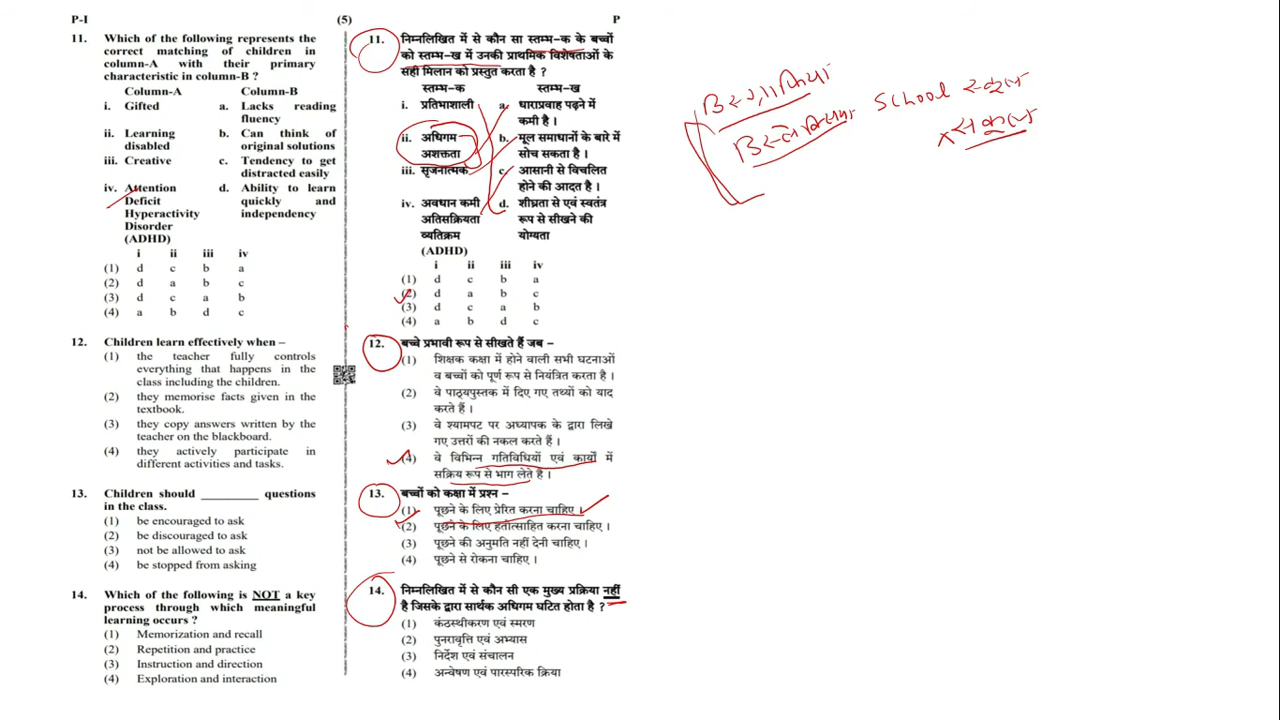 P-I
(5)
P
11. Which of the following represents the
correct matching of children in
column-A with their primary
characteristic in column-B ?
Column-A Column-B
i. Gifted a. Lacks reading
fluency
ii. Learning b. Can think of
disabled original solutions
iii. Creative c. Tendency to get
distracted easily
iv. Attention d. Ability to learn
Deficit quickly and
Hyperactivity independency
Disorder
(ADHD)
i ii iii iv
(1) d c b a
(2) d a b c
(3) d c a b
(4) a b d c
12. Children learn effectively when –
(1) the teacher fully controls
everything that happens in the
class including the children.
(2) they memorise facts given in the
textbook.
(3) they copy answers written by the
teacher on the blackboard.
(4) they actively participate in
different activities and tasks.
13. Children should _________ questions
in the class.
(1) be encouraged to ask
(2) be discouraged to ask
(3) not be allowed to ask
(4) be stopped from asking
14. Which of the following is NOT a key
process through which meaningful
learning occurs ?
(1) Memorization and recall
(2) Repetition and practice
(3) Instruction and direction
(4) Exploration and interaction
11. निम्नलिखित में से कौन सा स्तम्भ-क के बच्चों
को स्तम्भ-ख में उनकी प्राथमिक विशेषताओं के
सही मिलान को प्रस्तुत करता है ?
स्तम्भ-क स्तम्भ-ख
i. प्रतिभाशाली a. धाराप्रवाह पढ़ने में
कमी है ।
ii. अधिगम b. मूल समाधानों के बारे में
अशक्तता सोच सकता है ।
iii. सृजनात्मक c. आसानी से विचलित
होने की आदत है ।
iv. अवधान कमी d. शीघ्रता से एवं स्वतंत्र
अतिसक्रियता रूप से सीखने की
व्यतिक्रम योग्यता
(ADHD)
i ii iii iv
(1) d c b a
(2) d a b c
(3) d c a b
(4) a b d c
12. बच्चे प्रभावी रूप से सीखते हैं जब –
(1) शिक्षक कक्षा में होने वाली सभी घटनाओं
व बच्चों को पूर्ण रूप से नियंत्रित करता है ।
(2) वे पाठ्यपुस्तक में दिए गए तथ्यों को याद
करते हैं ।
(3) वे श्यामपट पर अध्यापक के द्वारा लिखे
गए उत्तरों की नकल करते हैं ।
(4) वे विभिन्न गतिविधियों एवं कार्यों में
सक्रिय रूप से भाग लेते हैं ।
13. बच्चों को कक्षा में प्रश्न –
(1) पूछने के लिए प्रेरित करना चाहिए ।
(2) पूछने के लिए हतोत्साहित करना चाहिए ।
(3) पूछने की अनुमति नहीं देनी चाहिए ।
(4) पूछने से रोकना चाहिए ।
14. निम्नलिखित में से कौन सी एक मुख्य प्रक्रिया नहीं
है जिसके द्वारा सार्थक अधिगम घटित होता है ?
(1) कंठस्थीकरण एवं स्मरण
(2) पुनरावृत्ति एवं अभ्यास
(3) निर्देश एवं संचालन
(4) अन्वेषण एवं पारस्परिक क्रिया
School स्कूल